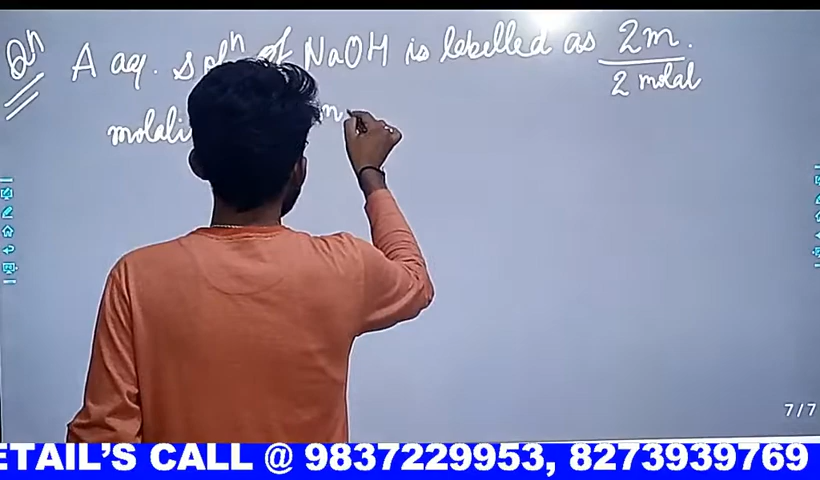 Qn A aq. soln of NaOH is labelled as 2m.
2 molal
molali m
7/7
ETAIL'S CALL @ 9837229953, 8273939769